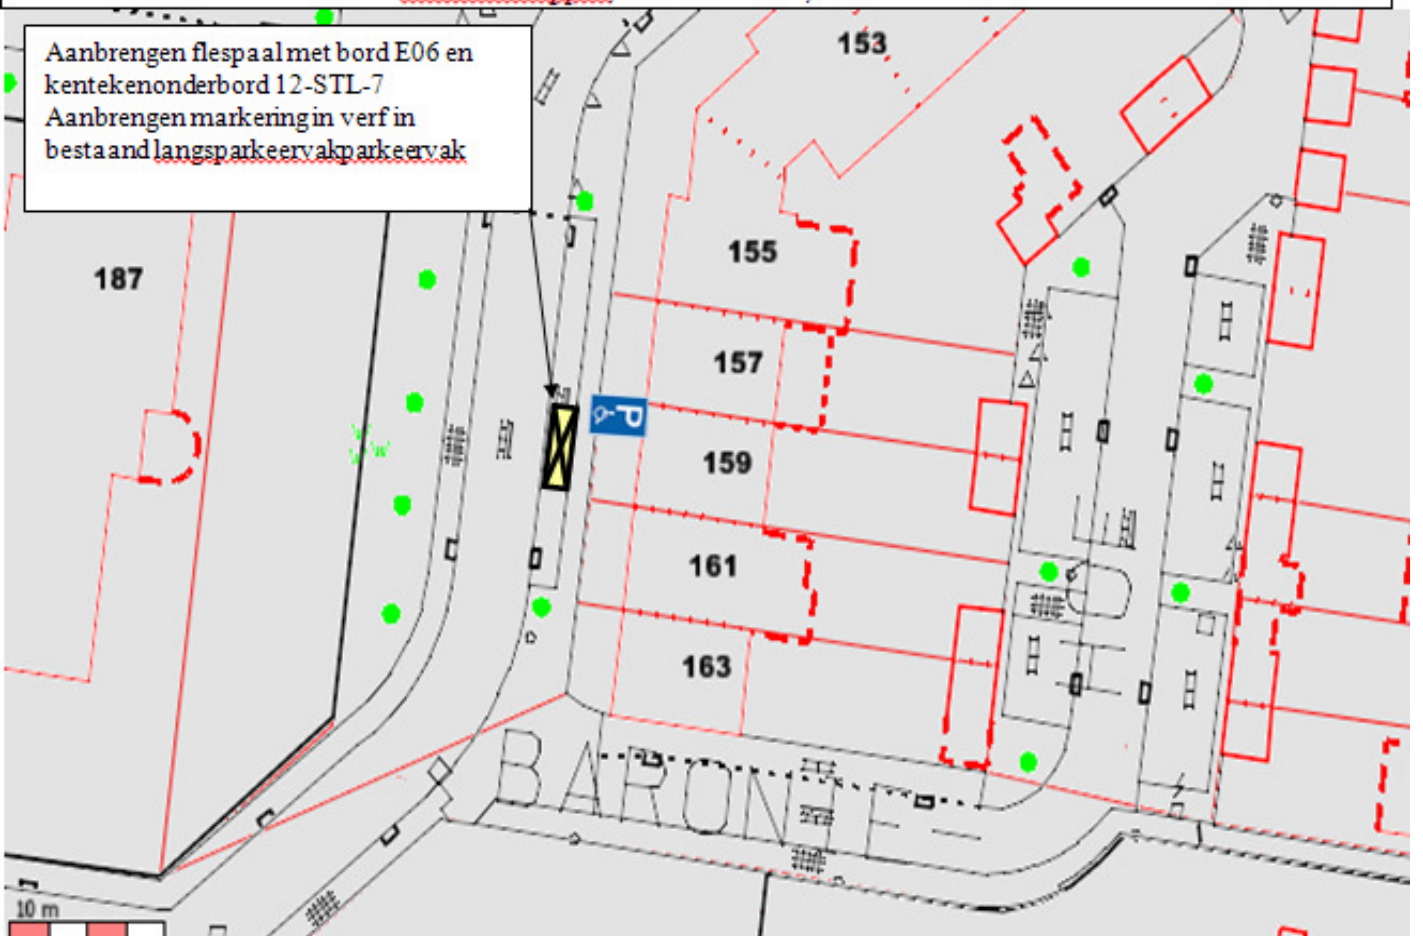 Aanbrengen flespaal met bord E06 en
kentekenonderbord 12-STL-7
Aanbrengen markering in verf in
bestaand langsparkeervakparkeervak
153
155
187
157
P
159
161
163
BARONIE
10 m